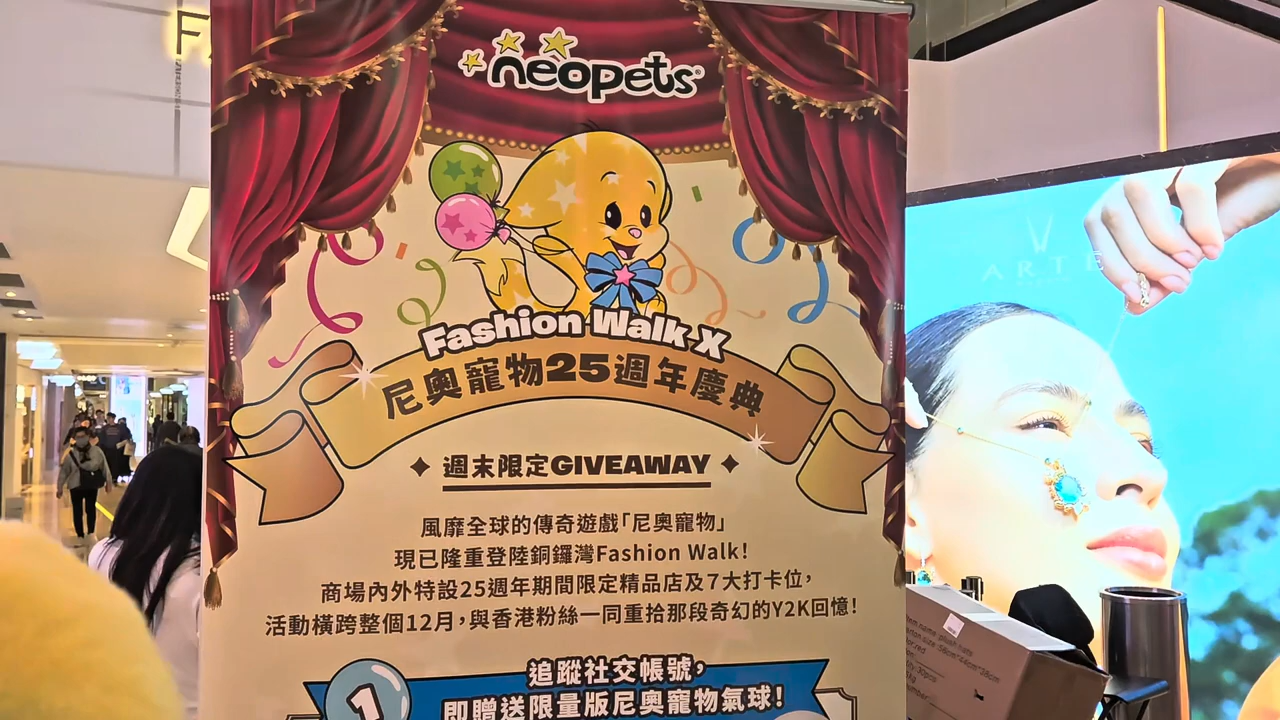 neopets
Fashion Walk X
尼奧寵物25週年慶典
週末限定GIVEAWAY
風靡全球的傳奇遊戲「尼奧寵物」
現已隆重登陸銅鑼灣Fashion Walk!
商場內外特設25週年期間限定精品店及7大打卡位,
活動橫跨整個12月,與香港粉絲一同重拾那段奇幻的Y2K回憶!
1
追蹤社交帳號,
即贈送限量版尼奧寵物氣球!
ARTE